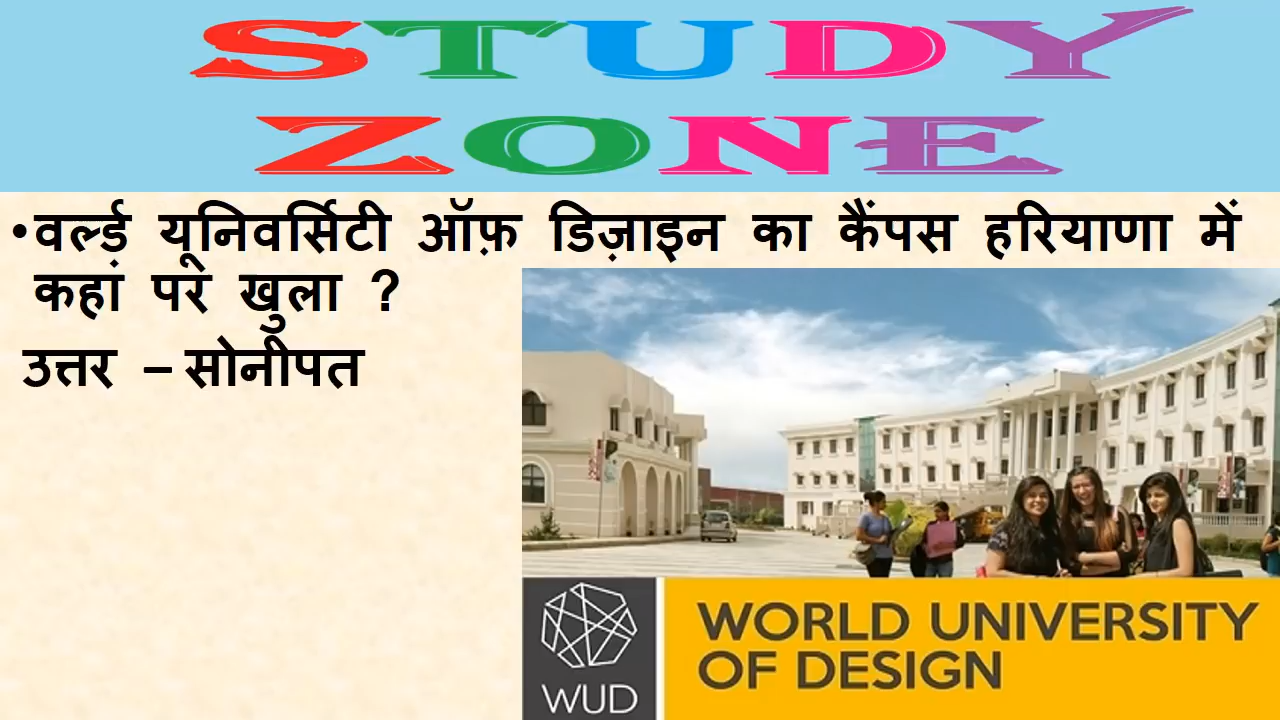 STUDY
ZONE
•वर्ल्ड यूनिवर्सिटी ऑफ़ डिज़ाइन का कैंपस हरियाणा में
कहां पर खुला ?
उत्तर – सोनीपत
WUD
WORLD UNIVERSITY
OF DESIGN